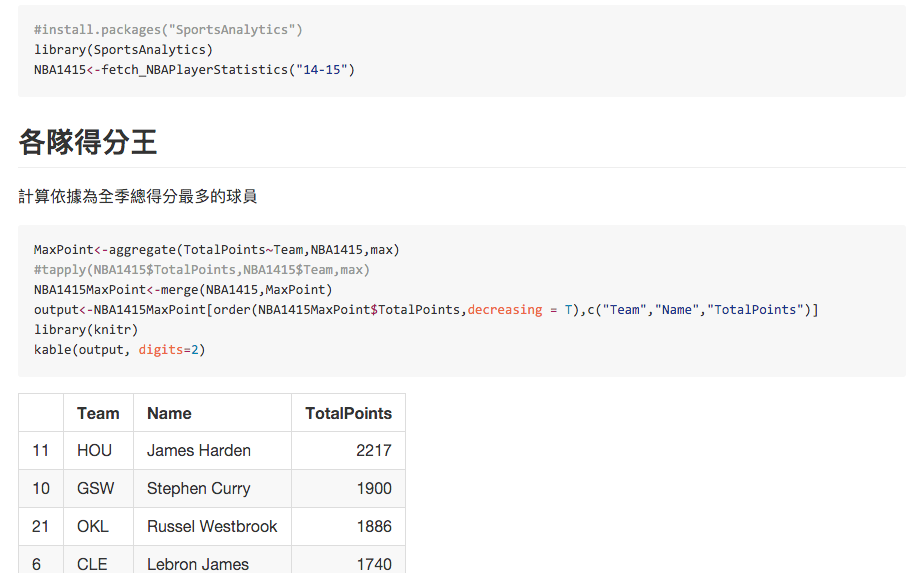 #install.packages("SportsAnalytics")
library(SportsAnalytics)
NBA1415<-fetch_NBAPlayerStatistics("14-15")
各隊得分王
計算依據為全季總得分最多的球員
MaxPoint<-aggregate(TotalPoints~Team,NBA1415,max)
#tapply(NBA1415$TotalPoints,NBA1415$Team,max)
NBA1415MaxPoint<-merge(NBA1415,MaxPoint)
output<-NBA1415MaxPoint[order(NBA1415MaxPoint$TotalPoints,decreasing = T),c("Team","Name","TotalPoints")]
library(knitr)
kable(output, digits=2)
Team Name TotalPoints
11 HOU James Harden 2217
10 GSW Stephen Curry 1900
21 OKL Russel Westbrook 1886
6 CLE Lebron James 1740